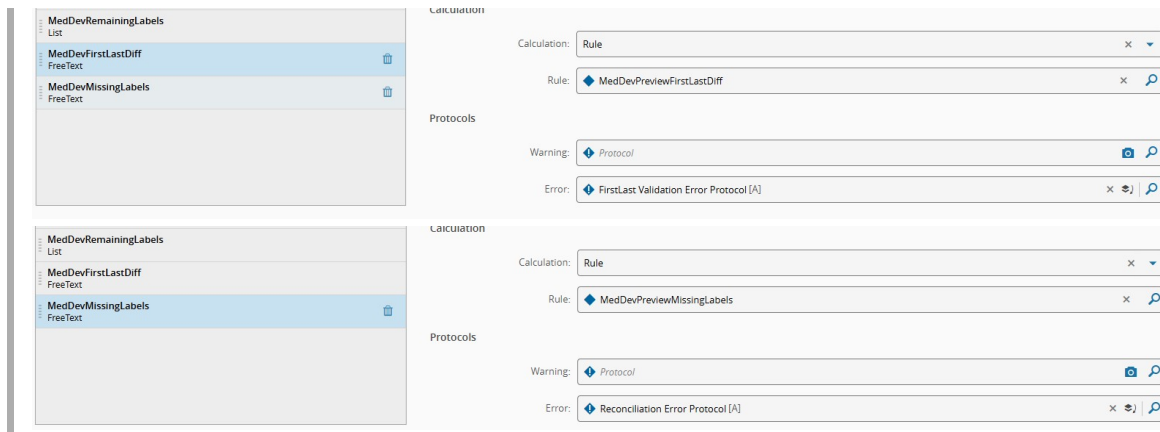 MedDevRemainingLabels
List
MedDevFirstLastDiff
FreeText
MedDevMissingLabels
FreeText
Calculation
Calculation: Rule
Rule: MedDevPreviewFirstLastDiff
Protocols
Warning: Protocol
Error: FirstLast Validation Error Protocol [A]
MedDevRemainingLabels
List
MedDevFirstLastDiff
FreeText
MedDevMissingLabels
FreeText
Calculation
Calculation: Rule
Rule: MedDevPreviewMissingLabels
Protocols
Warning: Protocol
Error: Reconciliation Error Protocol [A]